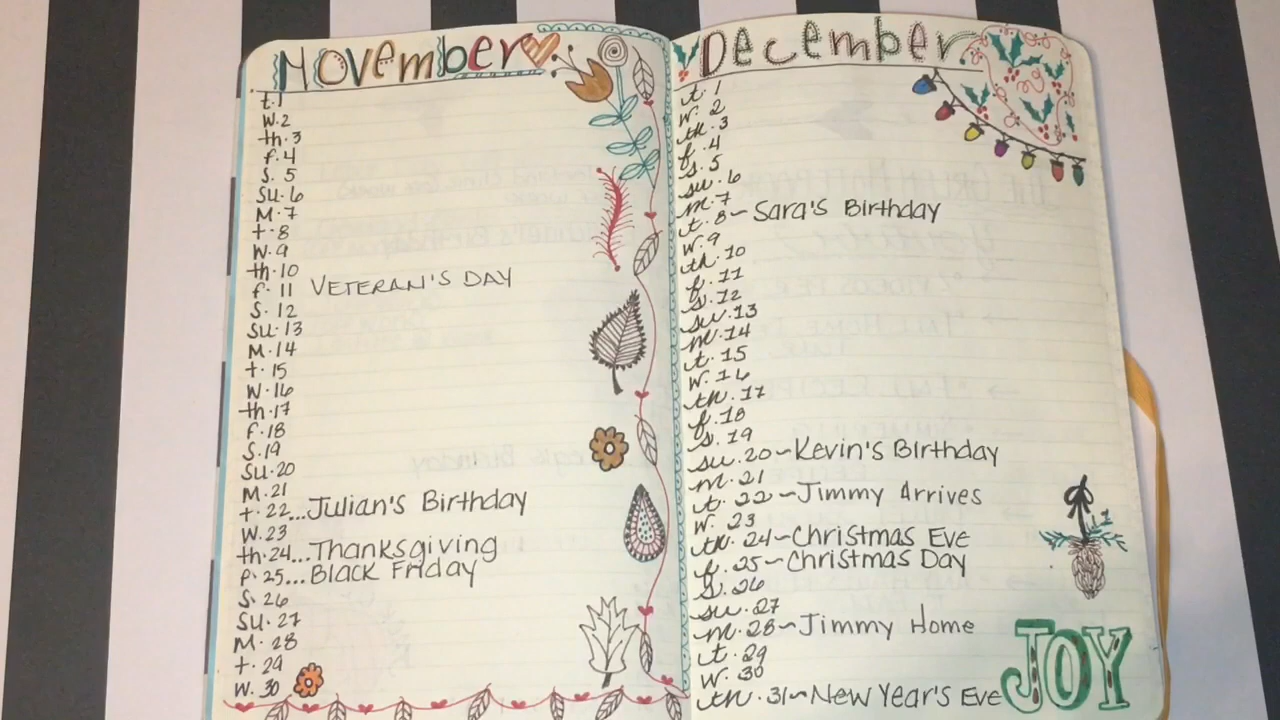 November
t. 1
W. 2
th. 3
f. 4
S. 5
Su. 6
M. 7
t. 8
W. 9
th. 10
f. 11 VETERAN'S DAY
S. 12
Su. 13
M. 14
t. 15
W. 16
th. 17
f. 18
S. 19
Su. 20
M. 21
t. 22...Julian's Birthday
W. 23
th. 24...Thanksgiving
f. 25...Black Friday
S. 26
Su. 27
M. 28
t. 29
W. 30
December
t. 1
w. 2
th. 3
f. 4
s. 5
su. 6
m. 7
t. 8~Sara's Birthday
w. 9
th. 10
f. 11
s. 12
su. 13
m. 14
t. 15
w. 16
th. 17
f. 18
s. 19
su. 20~Kevin's Birthday
m. 21
t. 22~Jimmy Arrives
w. 23
th. 24~Christmas Eve
f. 25~Christmas Day
s. 26
su. 27
m. 28~Jimmy Home
t. 29
w. 30
th. 31~New Year's Eve
JOY